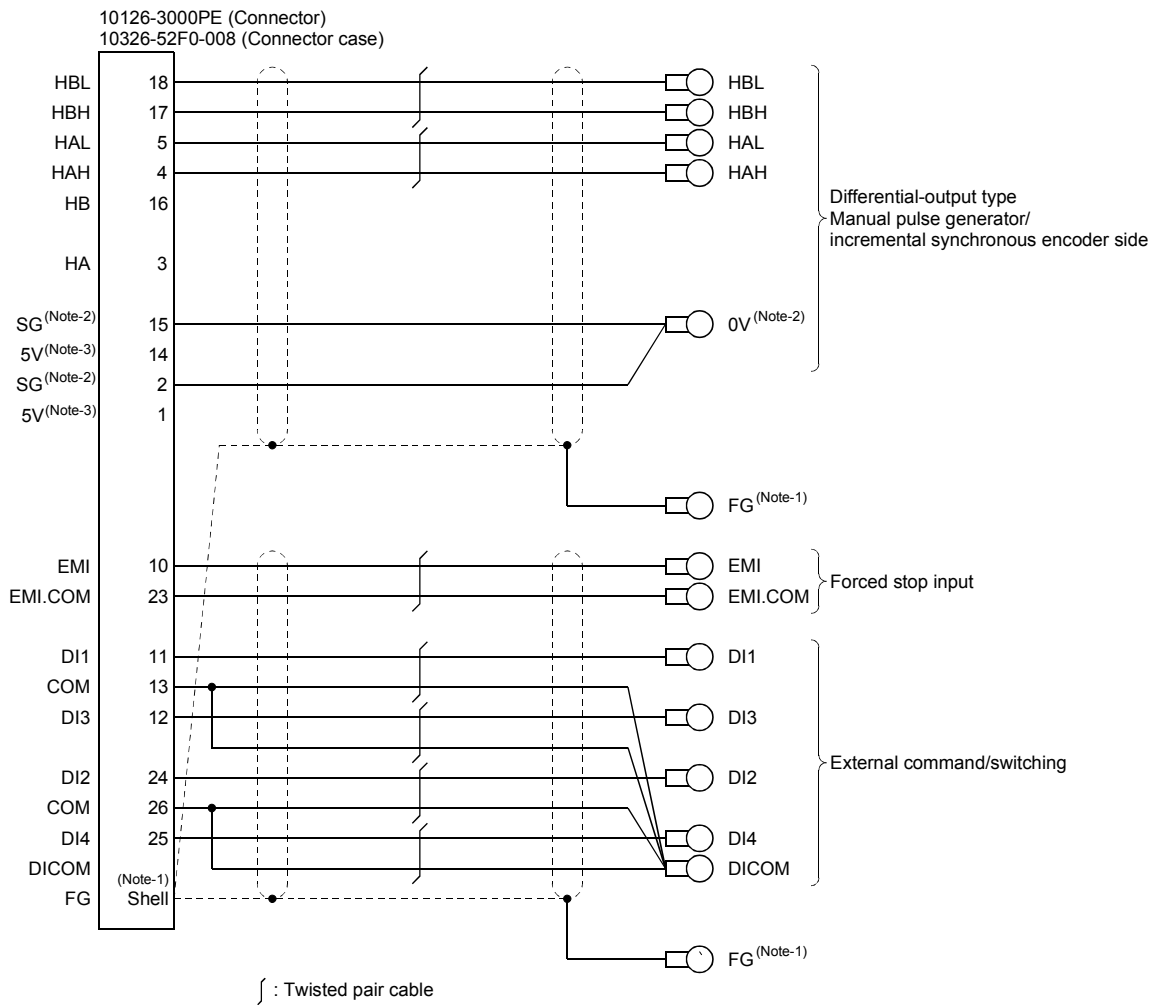 10126-3000PE (Connector)
10326-52F0-008 (Connector case)
HBL 18 HBL
HBH 17 HBH
HAL 5 HAL
HAH 4 HAH
HB 16
Differential-output type
Manual pulse generator/
incremental synchronous encoder side
HA 3
SG(Note-2) 15 0V(Note-2)
5V(Note-3) 14
SG(Note-2) 2
5V(Note-3) 1
FG(Note-1)
EMI 10 EMI
Forced stop input
EMI.COM 23 EMI.COM
DI1 11 DI1
COM 13
DI3 12 DI3
External command/switching
DI2 24 DI2
COM 26
DI4 25 DI4
DICOM DICOM
(Note-1)
FG Shell
FG(Note-1)
: Twisted pair cable